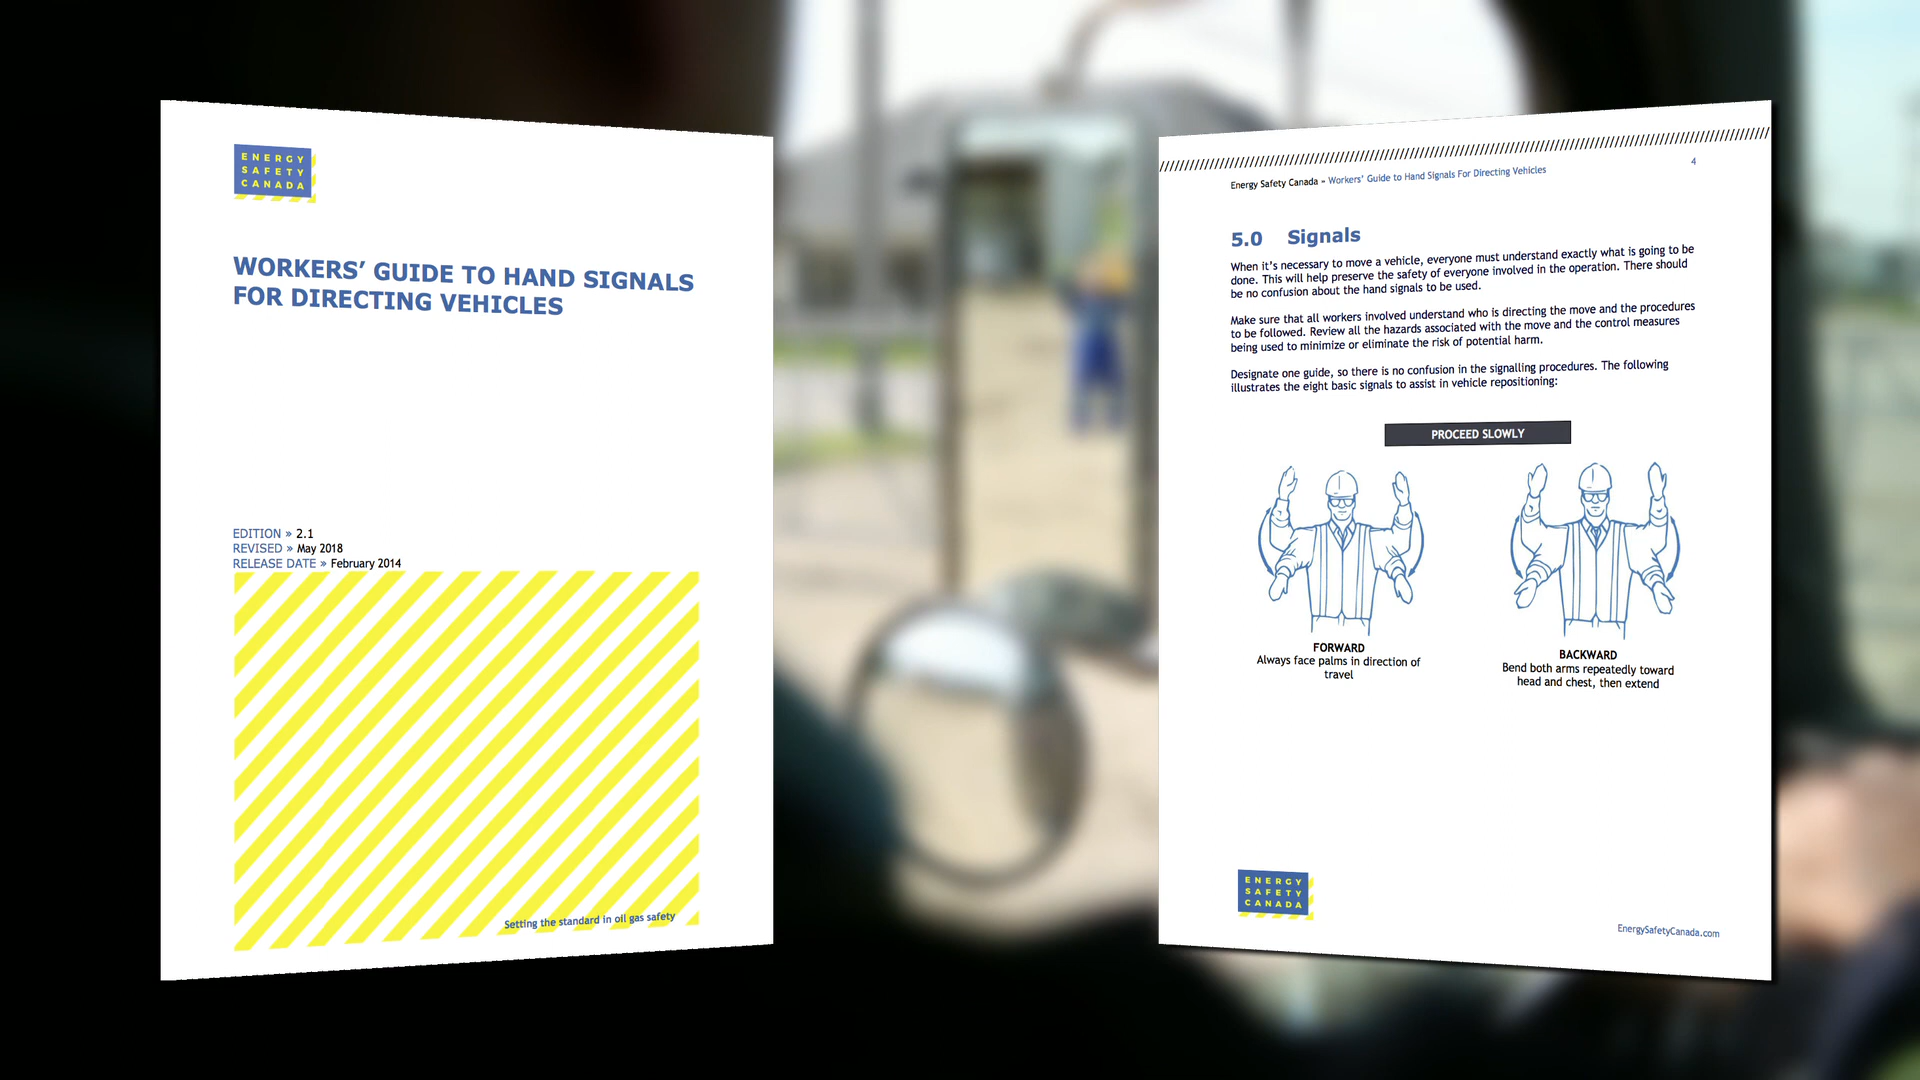 ENERGY
SAFETY
CANADA
WORKERS’ GUIDE TO HAND SIGNALS
FOR DIRECTING VEHICLES
EDITION » 2.1
REVISED » May 2018
RELEASE DATE » February 2014
Setting the standard in oil gas safety
4
Energy Safety Canada » Workers’ Guide to Hand Signals For Directing Vehicles
5.0 Signals
When it’s necessary to move a vehicle, everyone must understand exactly what is going to be
done. This will help preserve the safety of everyone involved in the operation. There should
be no confusion about the hand signals to be used.
Make sure that all workers involved understand who is directing the move and the procedures
to be followed. Review all the hazards associated with the move and the control measures
being used to minimize or eliminate the risk of potential harm.
Designate one guide, so there is no confusion in the signalling procedures. The following
illustrates the eight basic signals to assist in vehicle repositioning:
PROCEED SLOWLY
FORWARD
Always face palms in direction of
travel
BACKWARD
Bend both arms repeatedly toward
head and chest, then extend
ENERGY
SAFETY
CANADA
EnergySafetyCanada.com